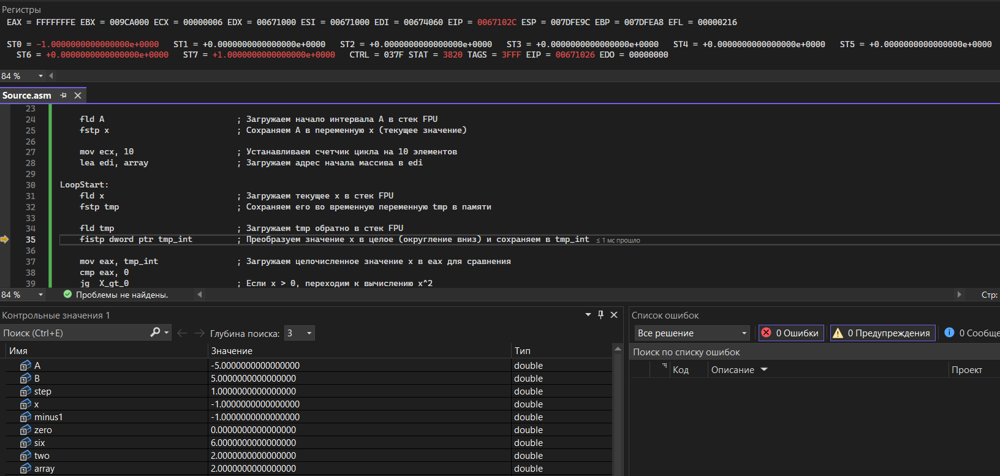 Регистры
EAX = FFFFFFFE EBX = 009CA000 ECX = 00000006 EDX = 00671000 ESI = 00671000 EDI = 00674060 EIP = 0067102C ESP = 007DFE9C EBP = 007DFEA8 EFL = 00000216
ST0 = -1.0000000000000000e+0000 ST1 = +0.0000000000000000e+0000 ST2 = +0.0000000000000000e+0000 ST3 = +0.0000000000000000e+0000 ST4 = +0.0000000000000000e+0000 ST5 = +0.0000000000000000e+0000
ST6 = +0.0000000000000000e+0000 ST7 = +1.0000000000000000e+0000 CTRL = 037F STAT = 3820 TAGS = 3FFF EIP = 00671026 EDO = 00000000
84 %
Source.asm
23
24 fld A ; Загружаем начало интервала A в стек FPU
25 fstp x ; Сохраняем A в переменную x (текущее значение)
26
27 mov ecx, 10 ; Устанавливаем счетчик цикла на 10 элементов
28 lea edi, array ; Загружаем адрес начала массива в edi
29
30 LoopStart:
31 fld x ; Загружаем текущее x в стек FPU
32 fstp tmp ; Сохраняем его во временную переменную tmp в памяти
33
34 fld tmp ; Загружаем tmp обратно в стек FPU
35 fistp dword ptr tmp_int ; Преобразуем значение x в целое (округление вниз) и сохраняем в tmp_int ≤ 1 мс прошло
36
37 mov eax, tmp_int ; Загружаем целочисленное значение x в eax для сравнения
38 cmp eax, 0
39 jg X_gt_0 ; Если x > 0, переходим к вычислению x^2
84 % Проблемы не найдены. Стр:
Контрольные значения 1
Поиск (Ctrl+E) Глубина поиска: 3
Имя Значение Тип
A -5.0000000000000000 double
B 5.0000000000000000 double
step 1.0000000000000000 double
x -1.0000000000000000 double
minus1 -1.0000000000000000 double
zero 0.0000000000000000 double
six 6.0000000000000000 double
two 2.0000000000000000 double
array 2.0000000000000000 double
Список ошибок
Все решение 0 Ошибки 0 Предупреждения 0 Сообще
Поиск по списку ошибок
Код Описание Проект